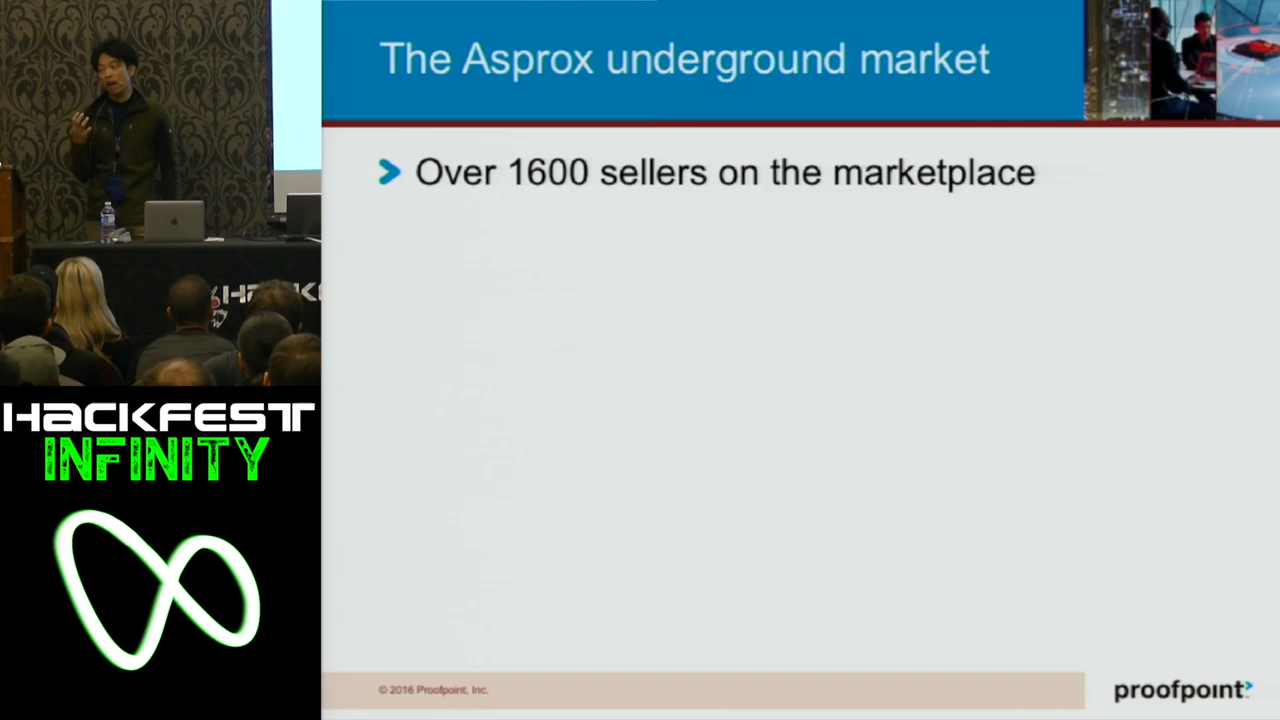 The Asprox underground market
Over 1600 sellers on the marketplace
HACKFEST
INFINITY
© 2016 Proofpoint, Inc.
proofpoint